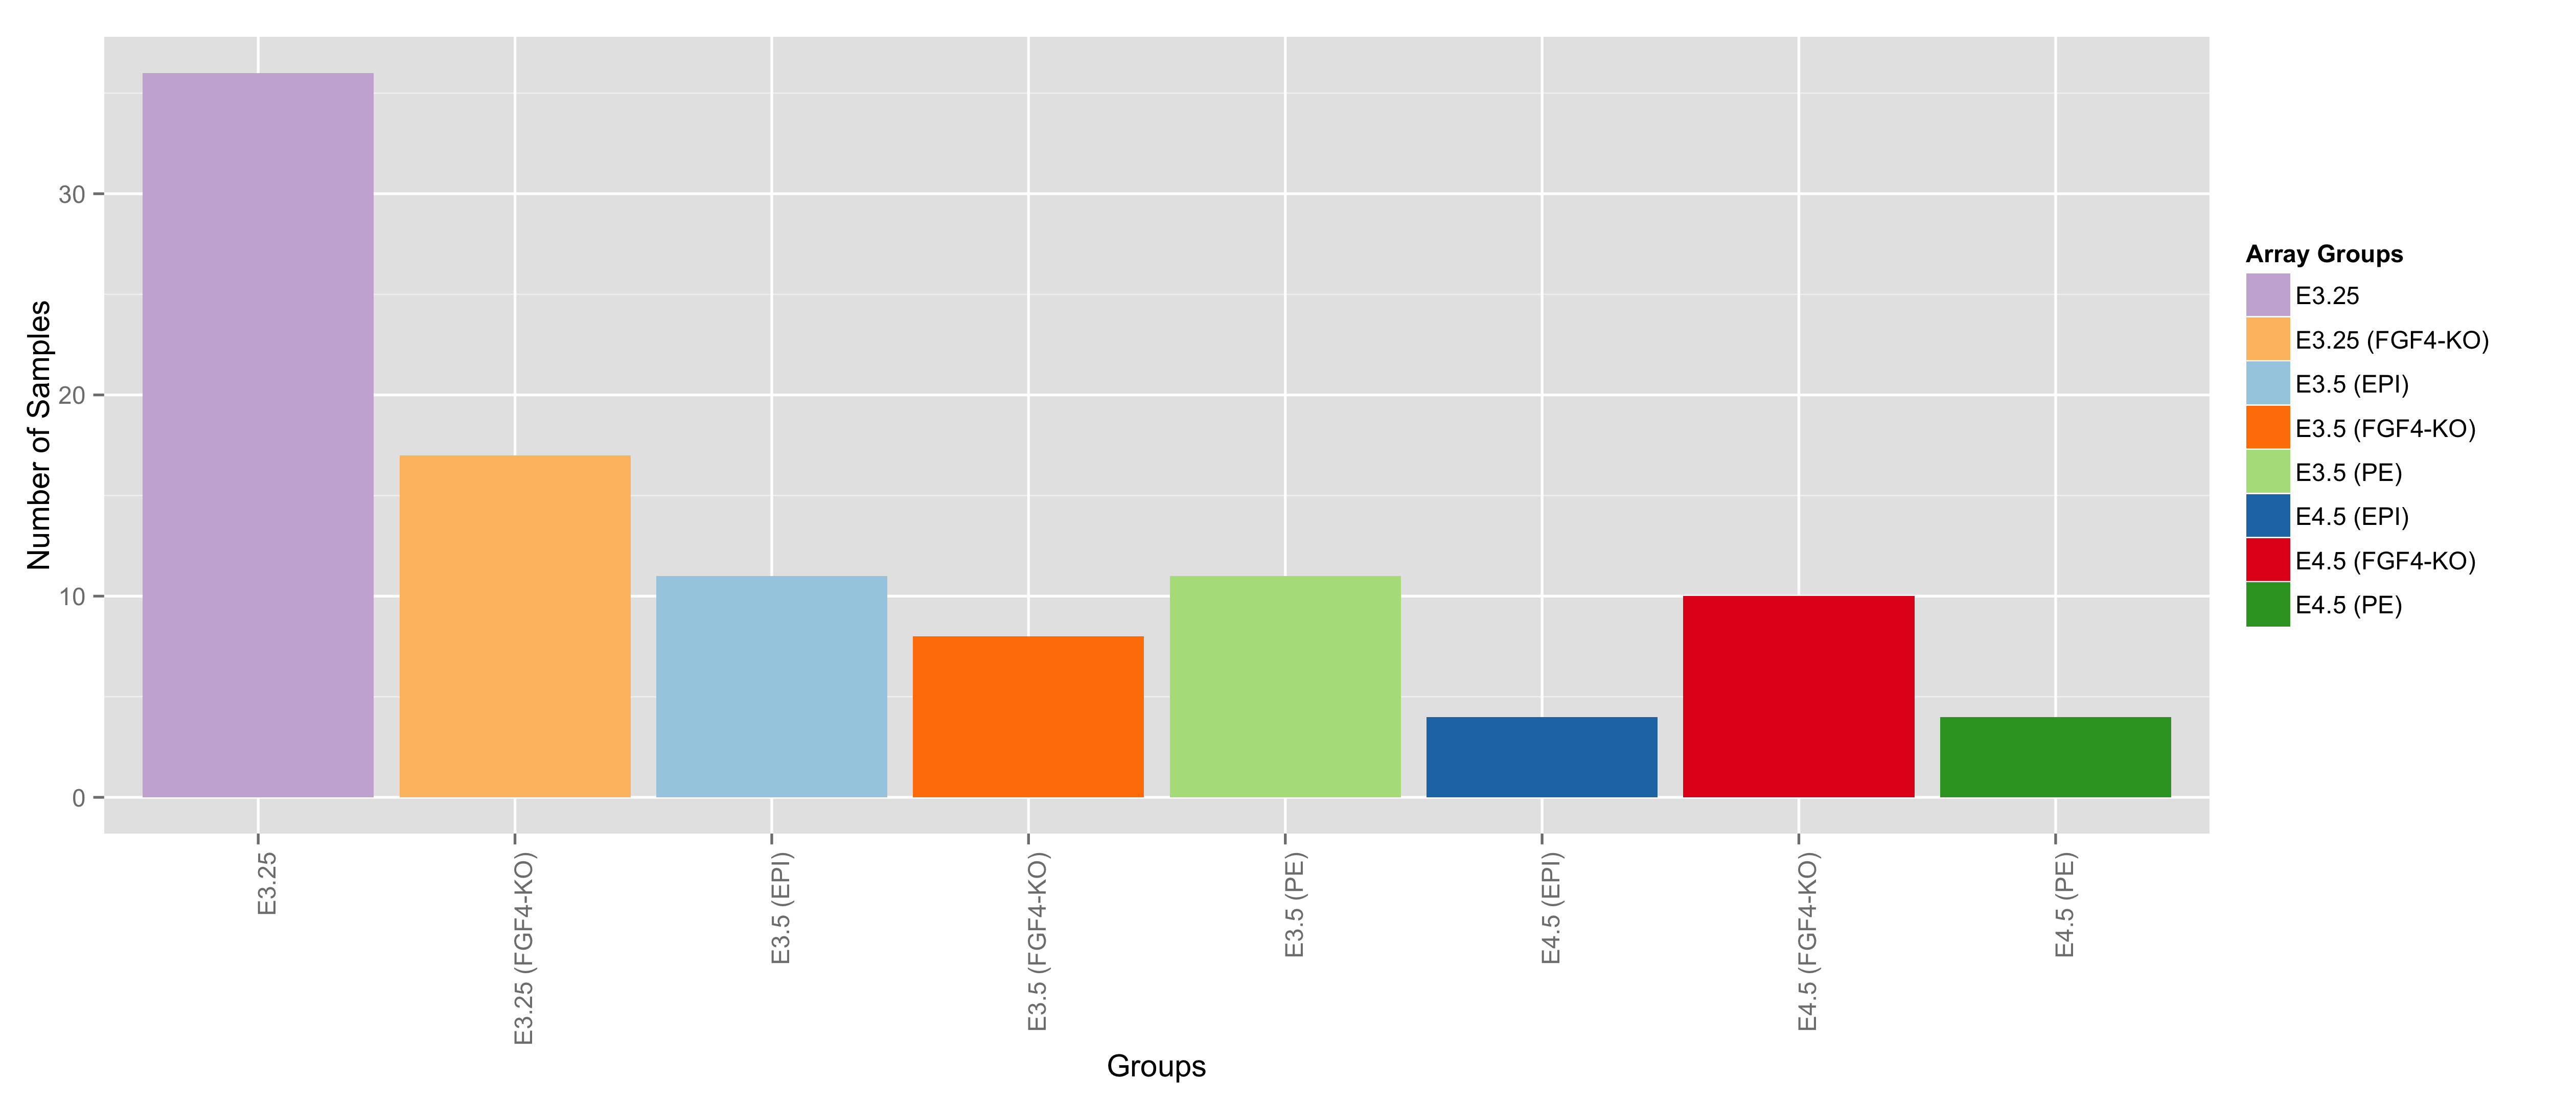 Number of Samples
30
20
10
0
E3.25
E3.25 (FGF4-KO)
E3.5 (EPI)
E3.5 (FGF4-KO)
E3.5 (PE)
E4.5 (EPI)
E4.5 (FGF4-KO)
E4.5 (PE)
Groups
Array Groups
E3.25
E3.25 (FGF4-KO)
E3.5 (EPI)
E3.5 (FGF4-KO)
E3.5 (PE)
E4.5 (EPI)
E4.5 (FGF4-KO)
E4.5 (PE)